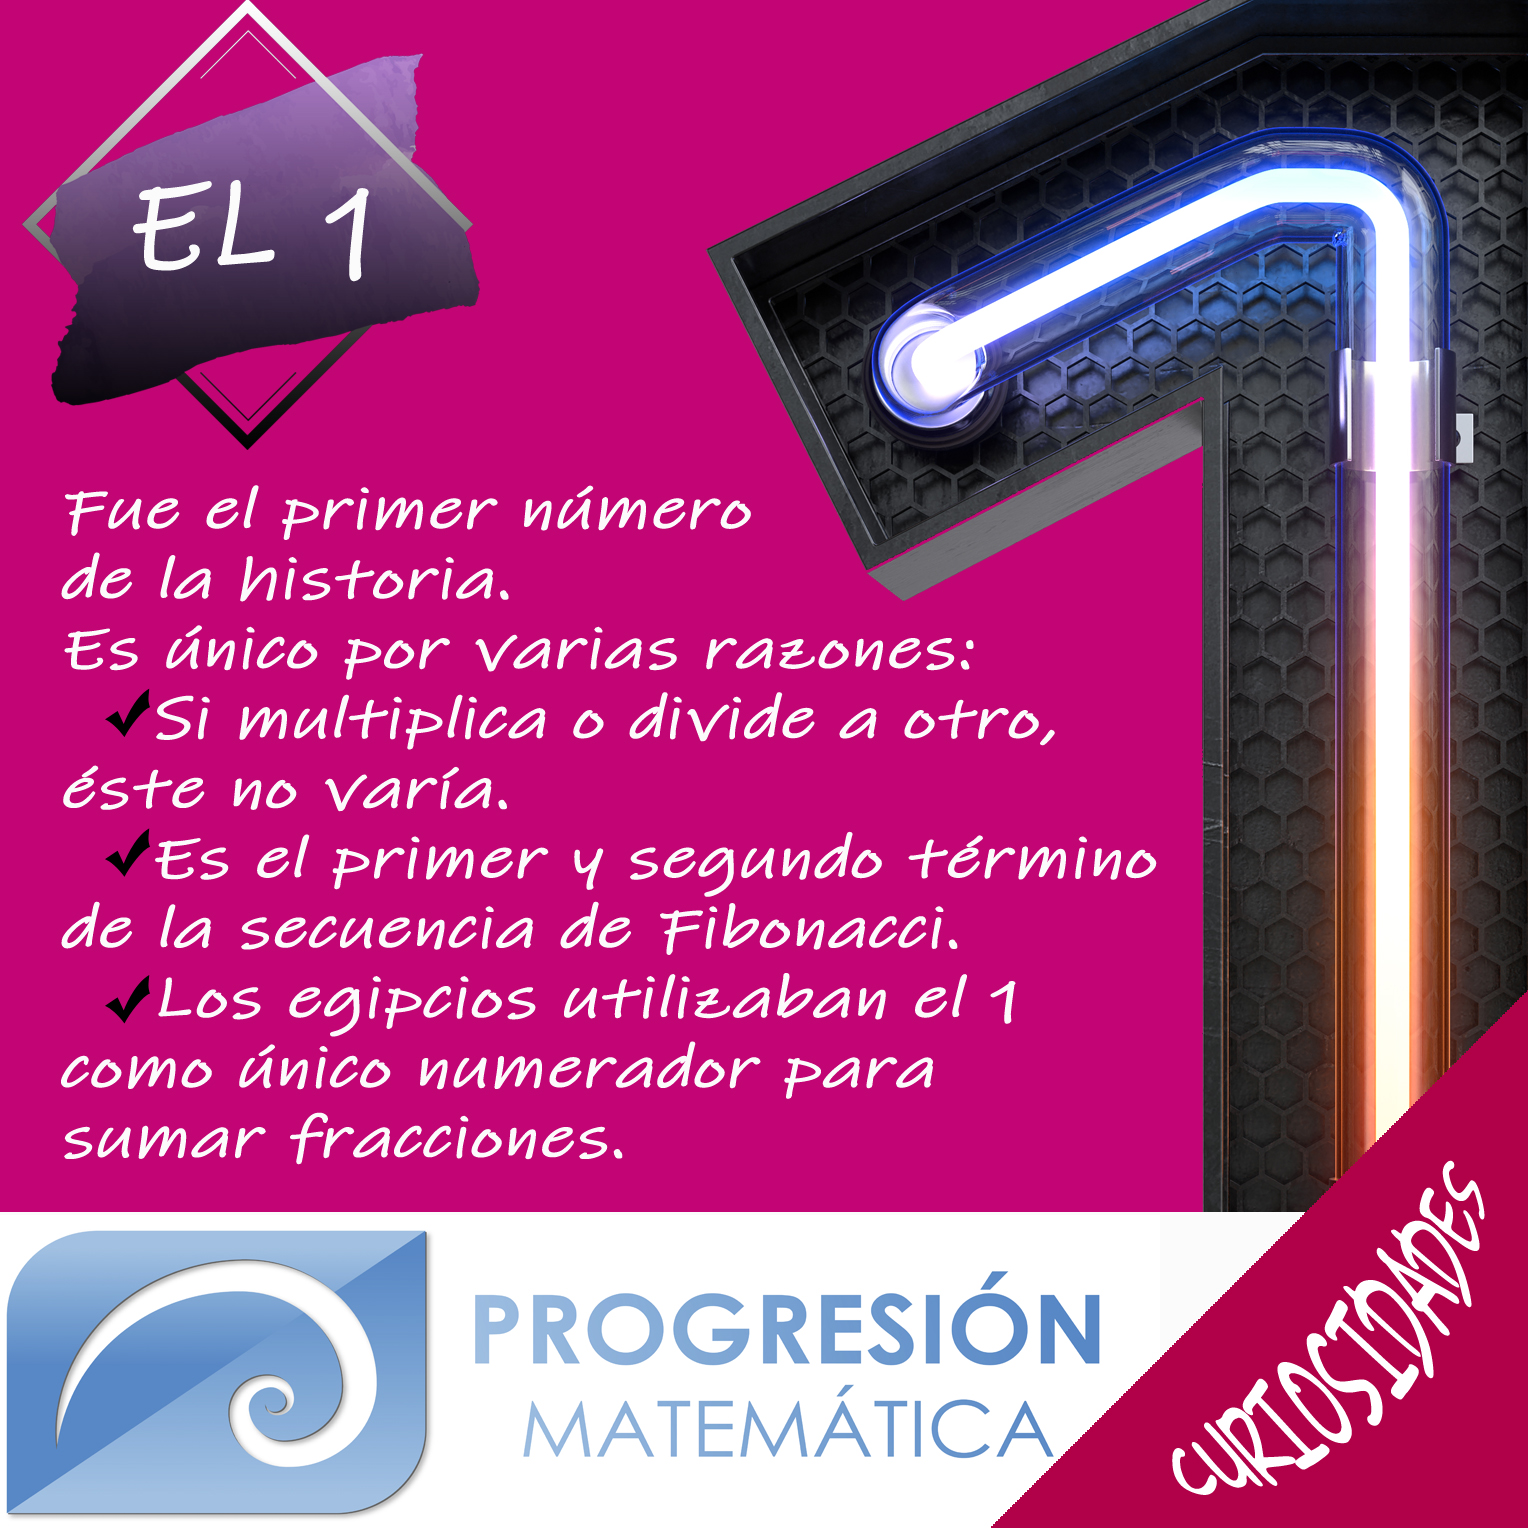 EL 1
Fue el primer número
de la historia.
Es único por varias razones:
✓Si multiplica o divide a otro,
éste no varía.
✓Es el primer y segundo término
de la secuencia de Fibonacci.
✓Los egipcios utilizaban el 1
como único numerador para
sumar fracciones.
PROGRESIÓN
MATEMÁTICA
CURIOSIDADES